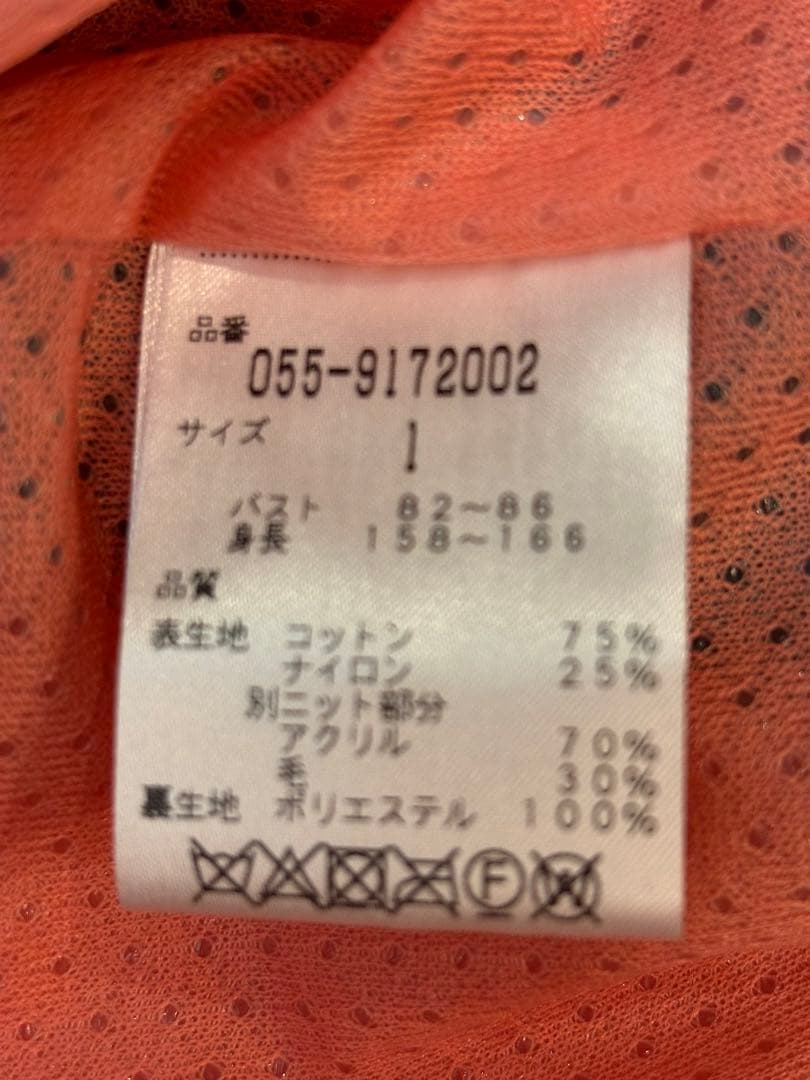 品番
055-9172002
サイズ 1
バスト 82～86
身長 158～166
品質
表生地 コットン 75%
ナイロン 25%
別ニット部分
アクリル 70%
毛 30%
裏生地 ポリエステル 100%
F W